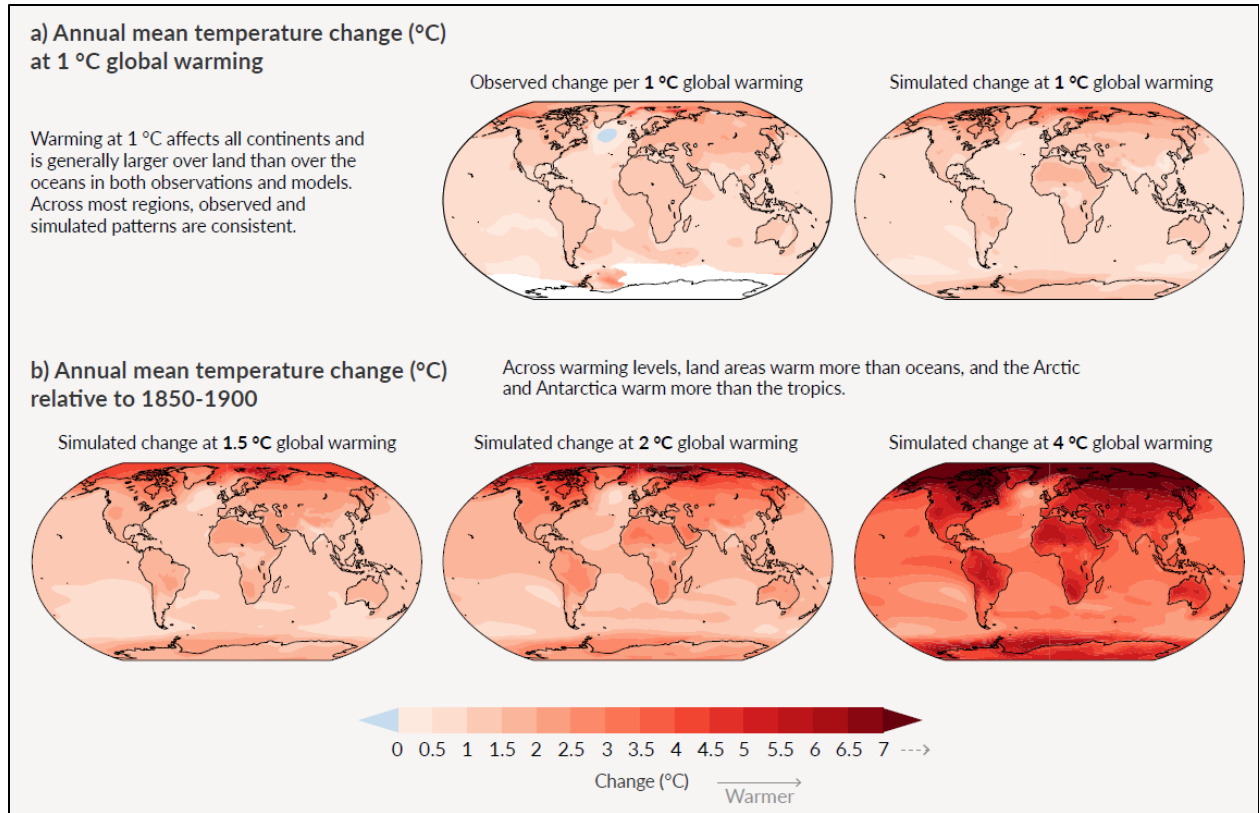 a) Annual mean temperature change (°C)
at 1 °C global warming
Warming at 1 °C affects all continents and
is generally larger over land than over the
oceans in both observations and models.
Across most regions, observed and
simulated patterns are consistent.
Observed change per 1 °C global warming
Simulated change at 1 °C global warming
b) Annual mean temperature change (°C)
relative to 1850-1900
Across warming levels, land areas warm more than oceans, and the Arctic
and Antarctica warm more than the tropics.
Simulated change at 1.5 °C global warming
Simulated change at 2 °C global warming
Simulated change at 4 °C global warming
0 0.5 1 1.5 2 2.5 3 3.5 4 4.5 5 5.5 6 6.5 7
Change (°C)
Warmer